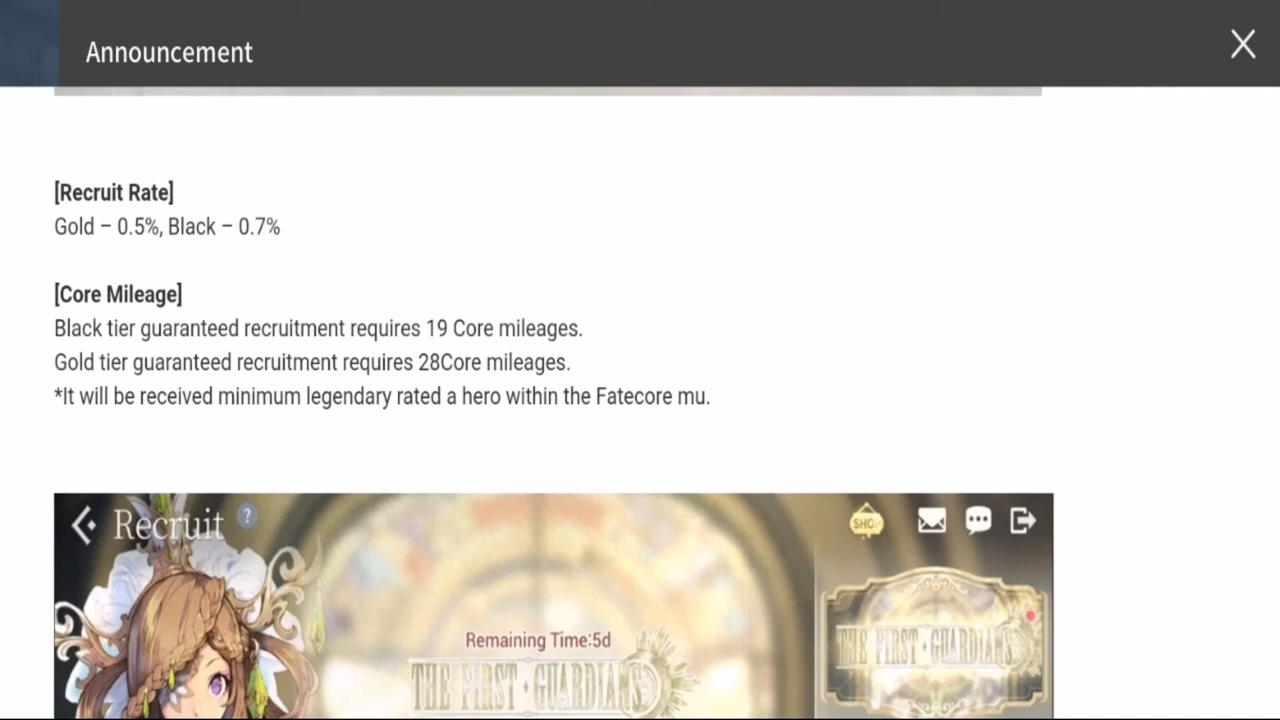 Announcement
[Recruit Rate]
Gold – 0.5%, Black – 0.7%
[Core Mileage]
Black tier guaranteed recruitment requires 19 Core mileages.
Gold tier guaranteed recruitment requires 28Core mileages.
*It will be received minimum legendary rated a hero within the Fatecore mu.
Recruit ?
SHOP
Remaining Time:5d
THE FIRST GUARDIANS
THE FIRST GUARDIANS